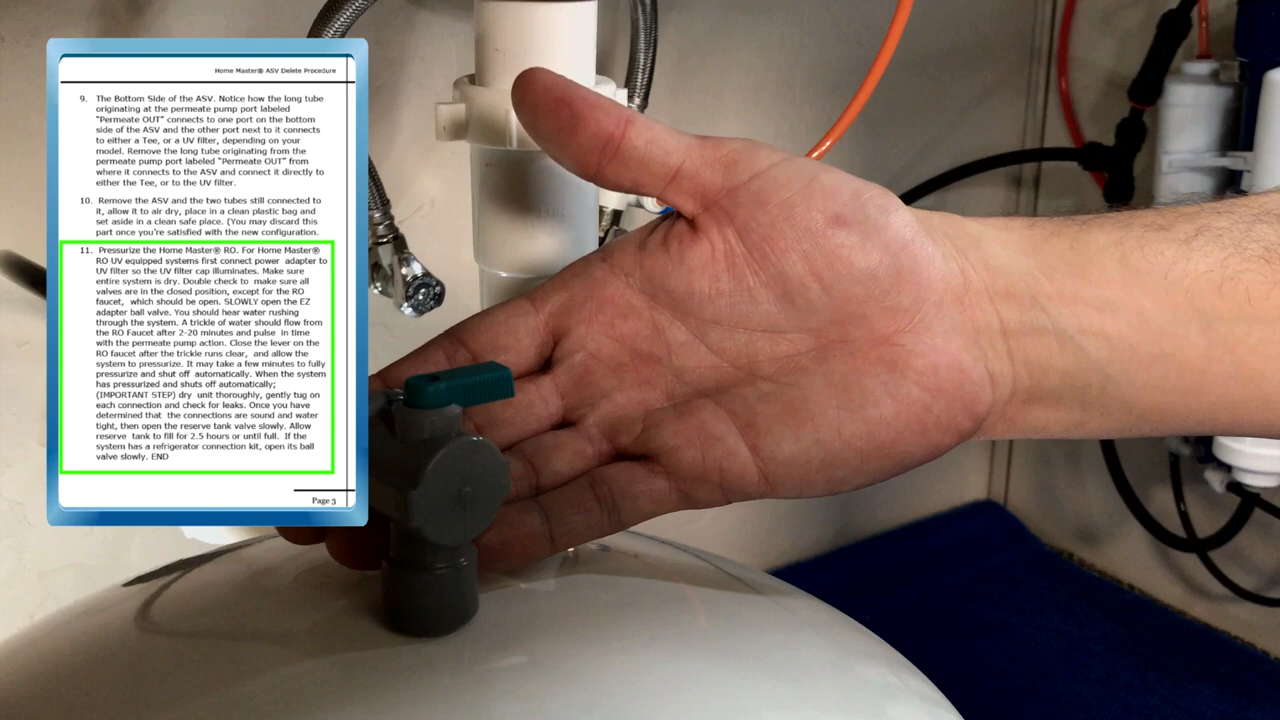 Home Master® ASV Delete Procedure
9. The Bottom Side of the ASV. Notice how the long tube
originating at the permeate pump port labeled
"Permeate OUT" connects to one port on the bottom
side of the ASV and the other port next to it connects
to either a Tee, or a UV filter, depending on your
model. Remove the long tube originating from the
permeate pump port labeled "Permeate OUT" from
where it connects to the ASV and connect it directly to
either the Tee, or to the UV filter.
10. Remove the ASV and the two tubes still connected to
it, allow it to air dry, place in a clean plastic bag and
set aside in a clean safe place. (You may discard this
part once you're satisfied with the new configuration.
11. Pressurize the Home Master® RO. For Home Master®
RO UV equipped systems first connect power adapter to
UV filter so the UV filter cap illuminates. Make sure
entire system is dry. Double check to make sure all
valves are in the closed position, except for the RO
faucet, which should be open. SLOWLY open the EZ
adapter ball valve. You should hear water rushing
through the system. A trickle of water should flow from
the RO Faucet after 2-20 minutes and pulse in time
with the permeate pump action. Close the lever on the
RO faucet after the trickle runs clear, and allow the
system to pressurize. It may take a few minutes to fully
pressurize and shut off automatically. When the system
has pressurized and shuts off automatically;
(IMPORTANT STEP) dry unit thoroughly, gently tug on
each connection and check for leaks. Once you have
determined that the connections are sound and water
tight, then open the reserve tank valve slowly. Allow
reserve tank to fill for 2.5 hours or until full. If the
system has a refrigerator connection kit, open its ball
valve slowly. END
Page 3